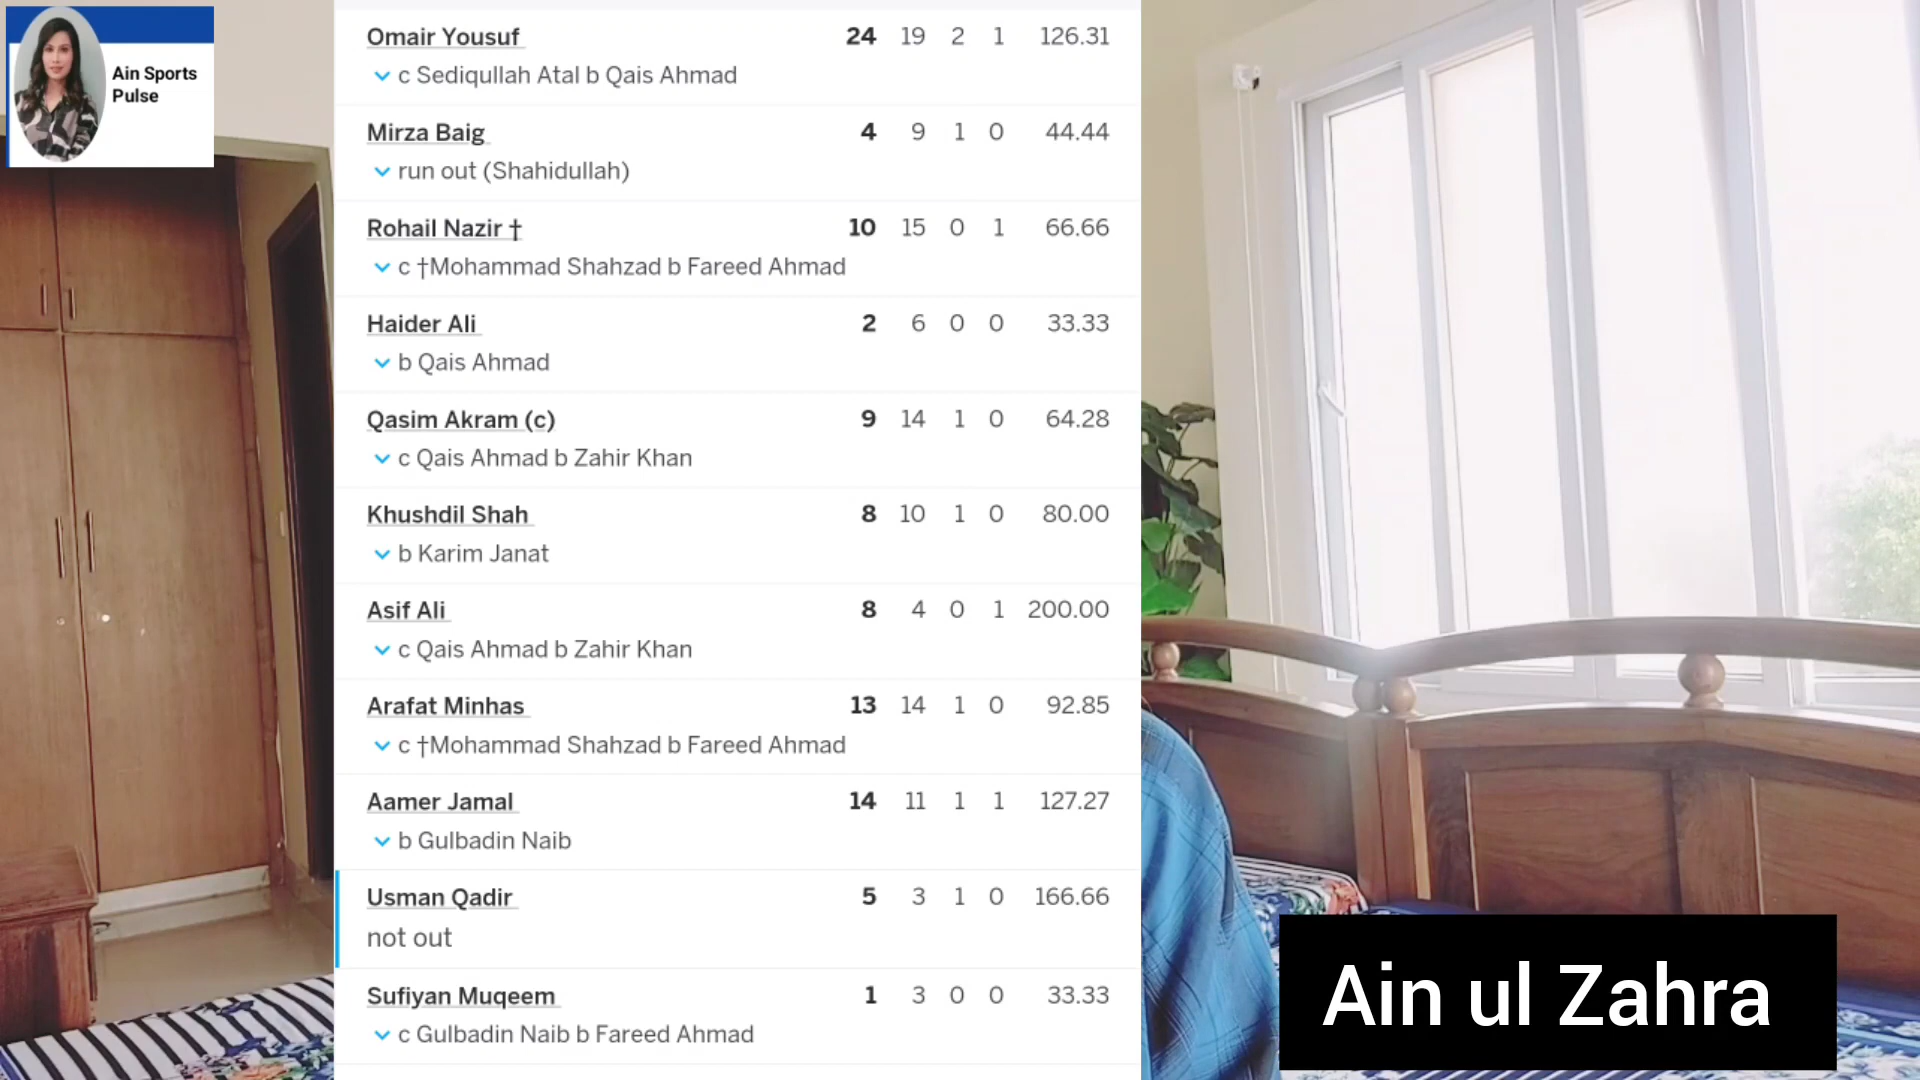 Ain Sports
Pulse
Omair Yousuf 24 19 2 1 126.31
c Sediqullah Atal b Qais Ahmad
Mirza Baig 4 9 1 0 44.44
run out (Shahidullah)
Rohail Nazir † 10 15 0 1 66.66
c †Mohammad Shahzad b Fareed Ahmad
Haider Ali 2 6 0 0 33.33
b Qais Ahmad
Qasim Akram (c) 9 14 1 0 64.28
c Qais Ahmad b Zahir Khan
Khushdil Shah 8 10 1 0 80.00
b Karim Janat
Asif Ali 8 4 0 1 200.00
c Qais Ahmad b Zahir Khan
Arafat Minhas 13 14 1 0 92.85
c †Mohammad Shahzad b Fareed Ahmad
Aamer Jamal 14 11 1 1 127.27
b Gulbadin Naib
Usman Qadir 5 3 1 0 166.66
not out
Sufiyan Muqeem 1 3 0 0 33.33
c Gulbadin Naib b Fareed Ahmad
Ain ul Zahra